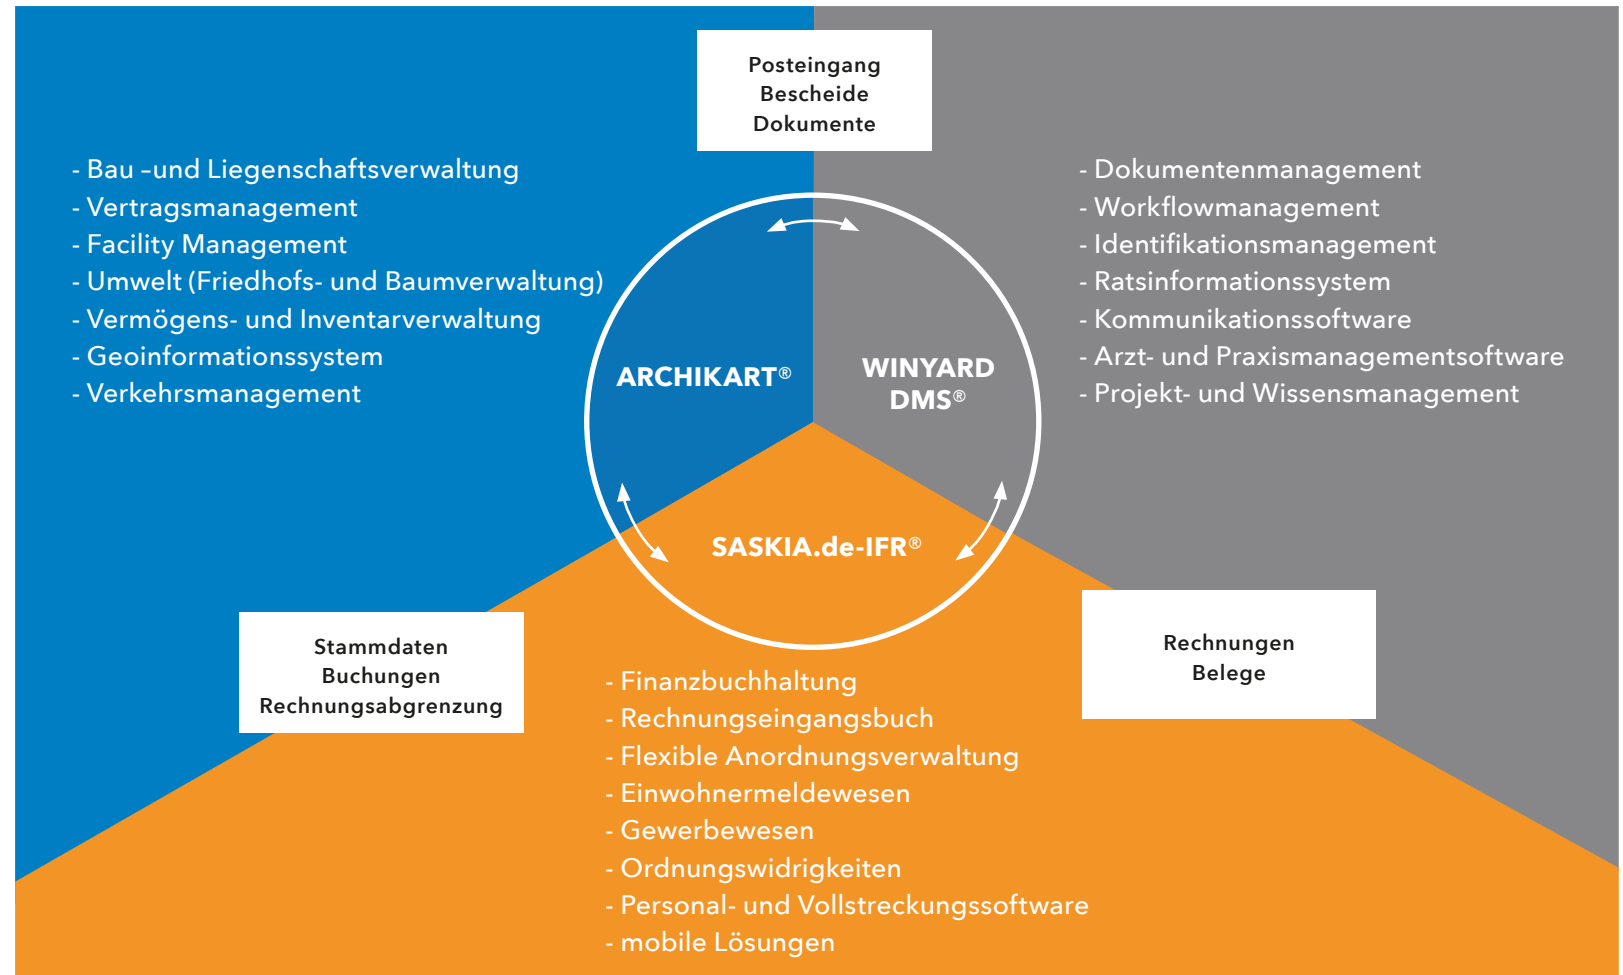 Posteingang
Bescheide
Dokumente
- Bau –und Liegenschaftsverwaltung
- Vertragsmanagement
- Facility Management
- Umwelt (Friedhofs- und Baumverwaltung)
- Vermögens- und Inventarverwaltung
- Geoinformationssystem
- Verkehrsmanagement
- Dokumentenmanagement
- Workflowmanagement
- Identifikationsmanagement
- Ratsinformationssystem
- Kommunikationssoftware
- Arzt- und Praxismanagementsoftware
- Projekt- und Wissensmanagement
ARCHIKART®
WINYARD
DMS®
SASKIA.de-IFR®
Stammdaten
Buchungen
Rechnungsabgrenzung
Rechnungen
Belege
- Finanzbuchhaltung
- Rechnungseingangsbuch
- Flexible Anordnungsverwaltung
- Einwohnermeldewesen
- Gewerbewesen
- Ordnungswidrigkeiten
- Personal- und Vollstreckungssoftware
- mobile Lösungen